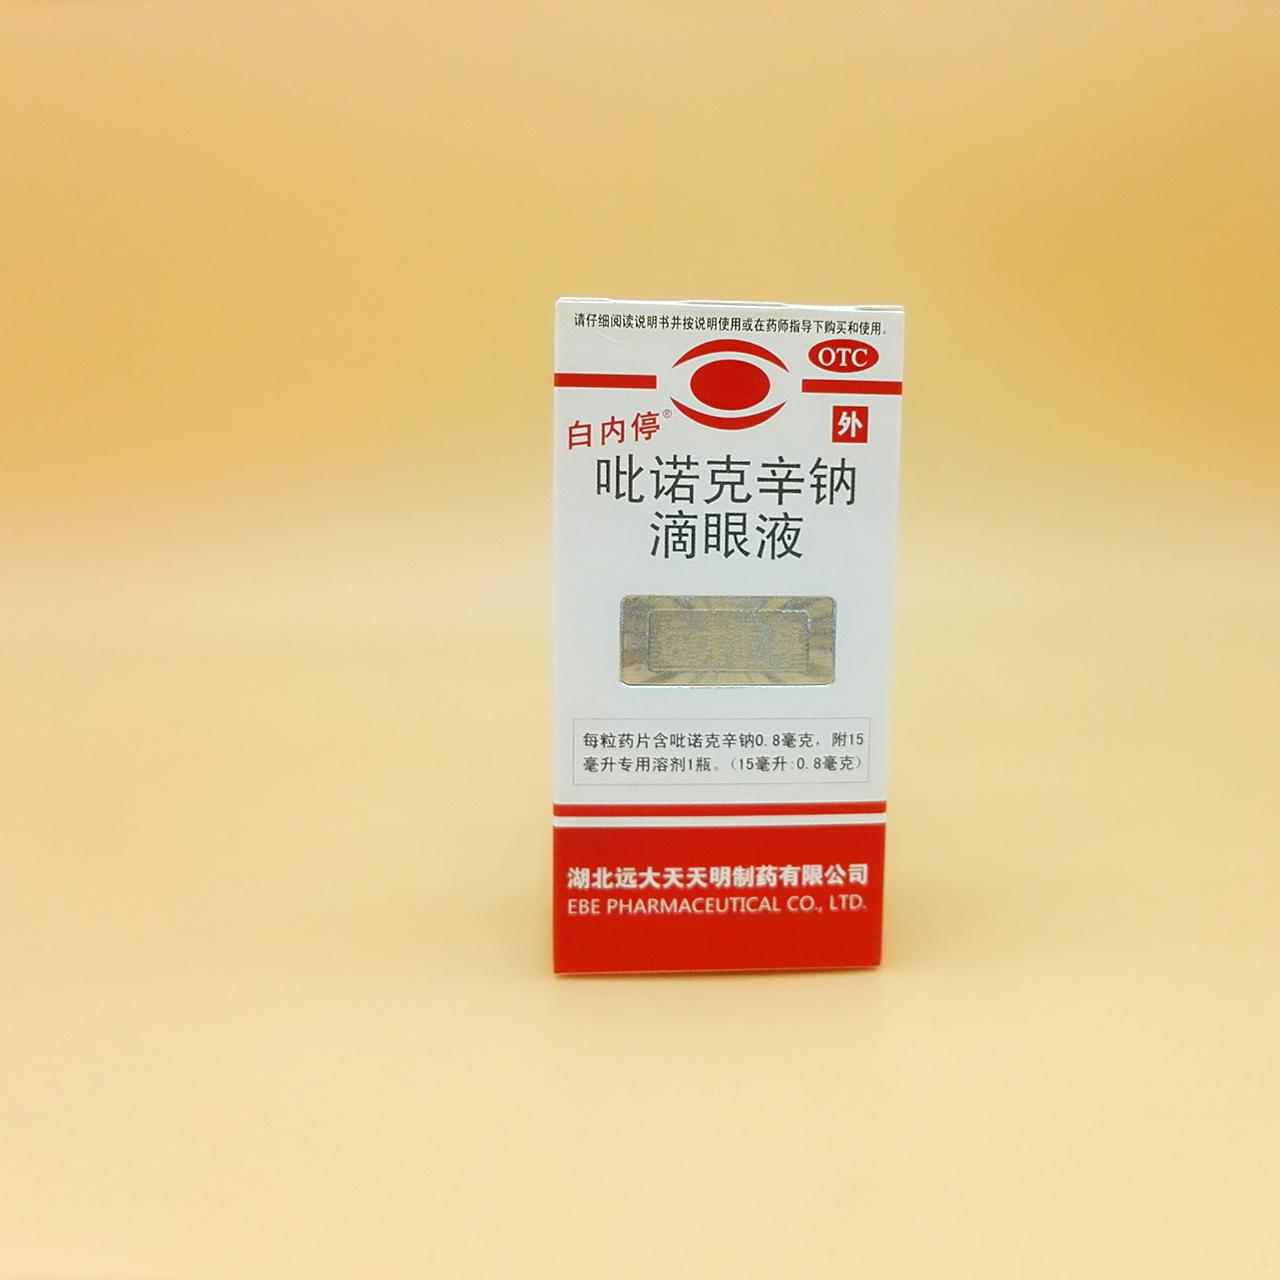 请仔细阅读说明书并按说明使用或在药师指导下购买和使用。
OTC
白内停®
外
吡诺克辛钠
滴眼液
每粒药片含吡诺克辛钠0.8毫克，附15
毫升专用溶剂1瓶。（15毫升:0.8毫克）
湖北远大天天明制药有限公司
EBE PHARMACEUTICAL CO., LTD.